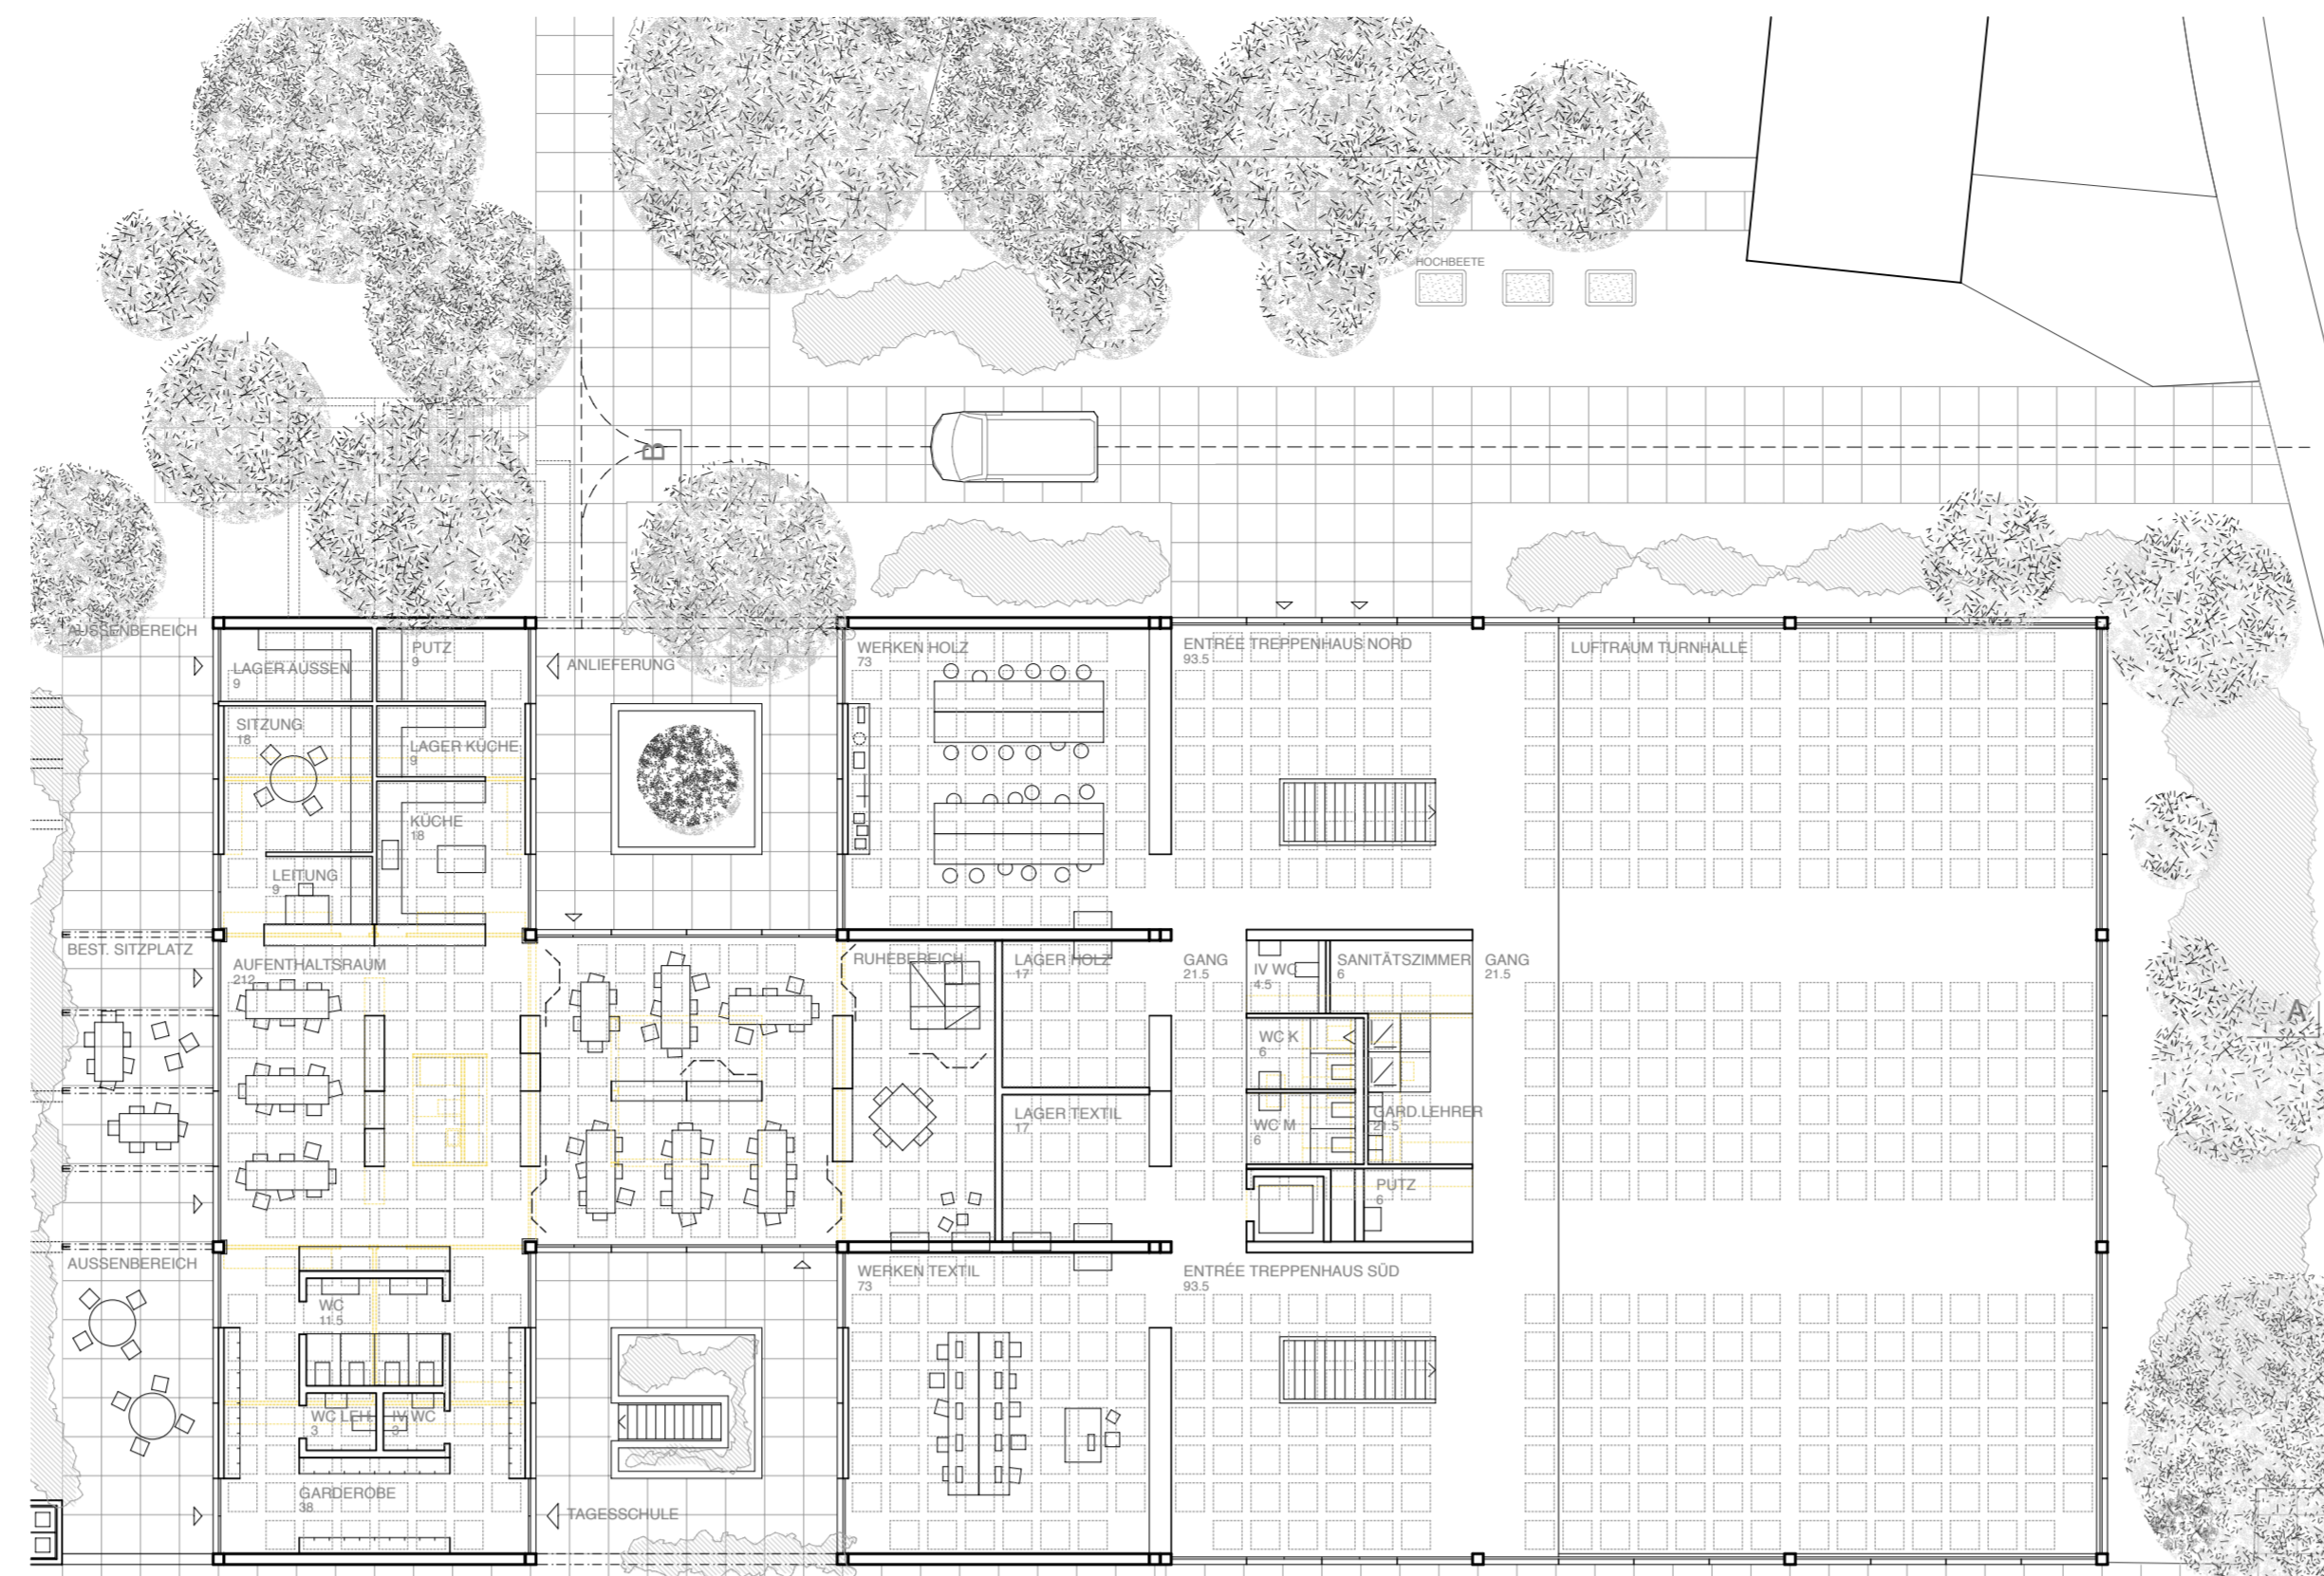 HOCHBEETE
B
AUSSENBEREICH
LAGER AUSSEN
9
PUTZ
9
ANLIEFERUNG
WERKEN HOLZ
73
ENTRÉE TREPPENHAUS NORD
93.5
LUFTRAUM TURNHALLE
SITZUNG
18
LAGER KÜCHE
9
KÜCHE
18
LEITUNG
9
BEST. SITZPLATZ
AUFENTHALTSRAUM
212
RUHEBEREICH
LAGER HOLZ
17
GANG
21.5
IV WC
4.5
SANITÄTSZIMMER
6
GANG
21.5
A
WC K
6
LAGER TEXTIL
17
WC M
6
GARD.LEHRER
21.5
PUTZ
6
AUSSENBEREICH
WERKEN TEXTIL
73
ENTRÉE TREPPENHAUS SÜD
93.5
WC
11.5
WC LEH.
3
IV WC
3
GARDEROBE
38
TAGESSCHULE